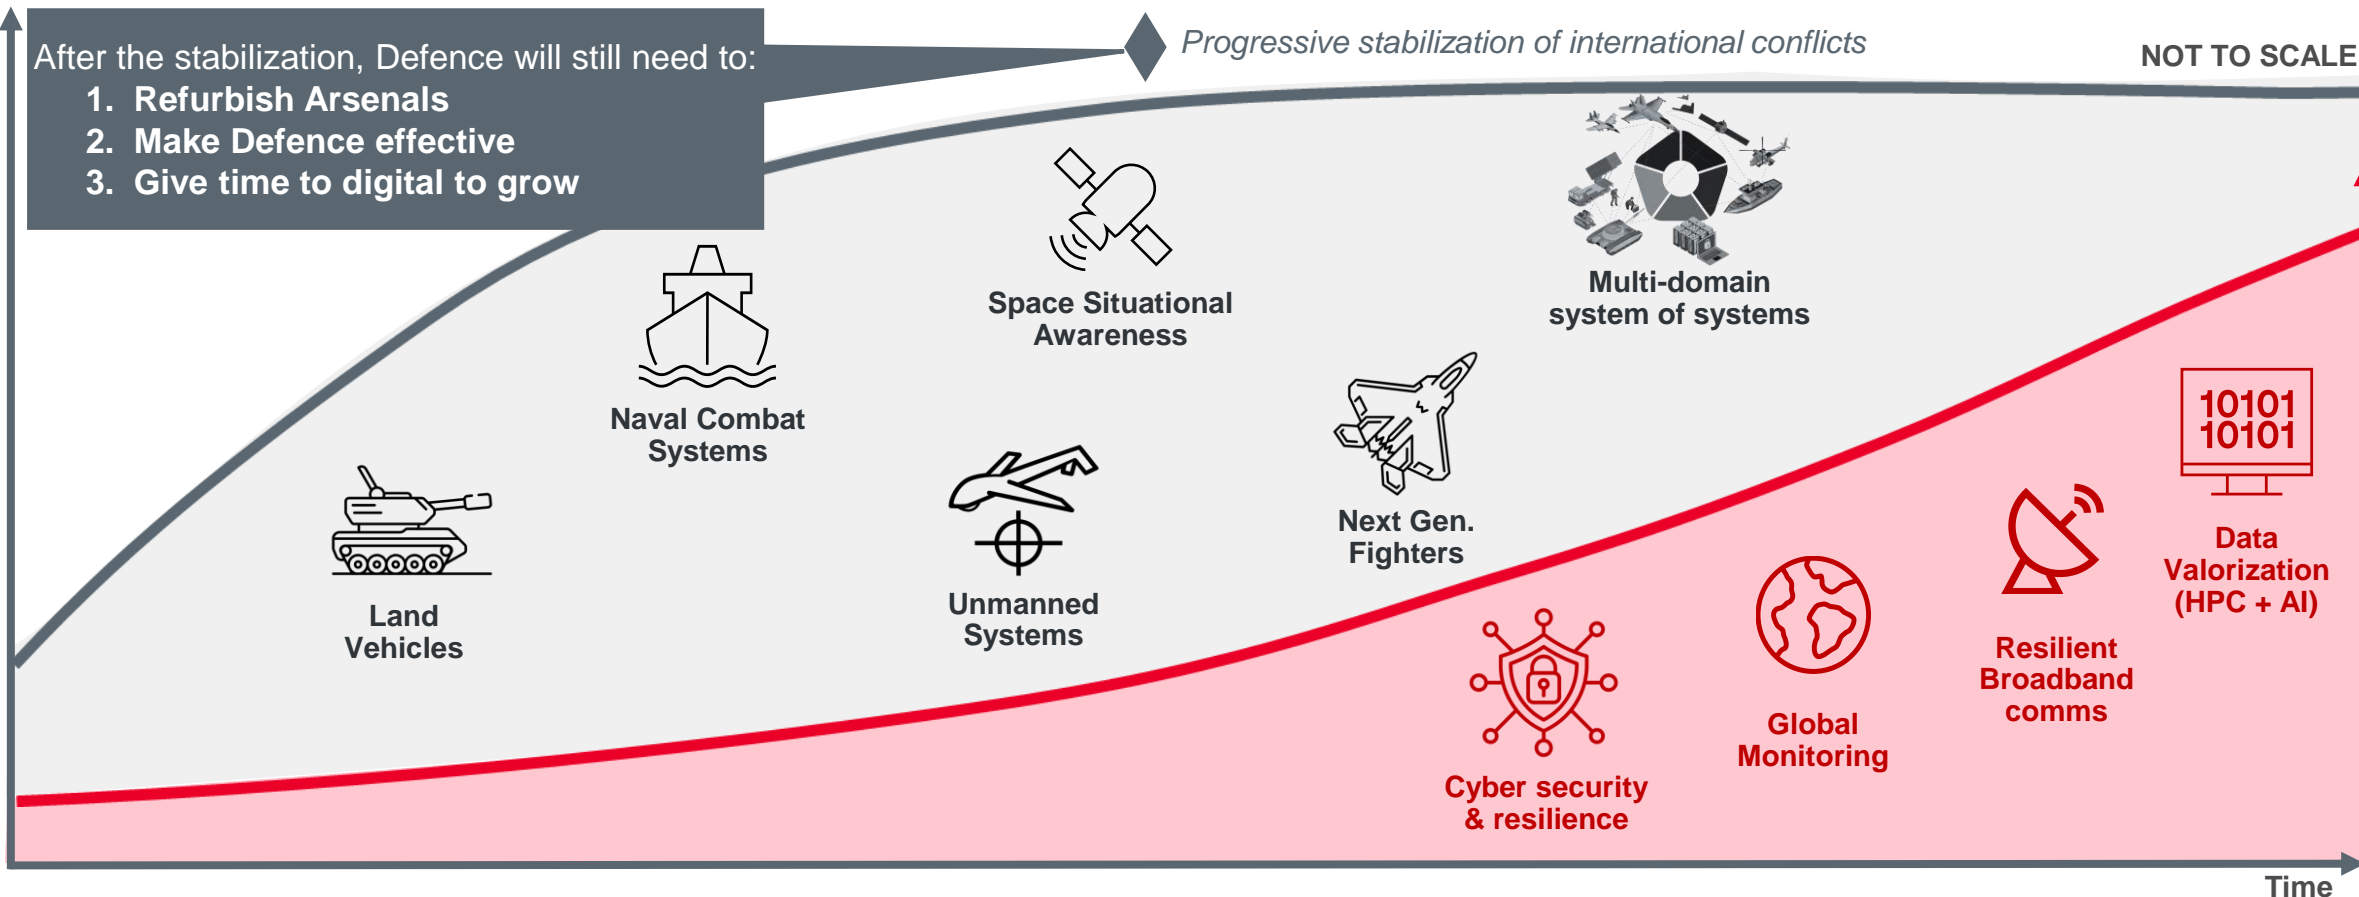 After the stabilization, Defence will still need to:
1. Refurbish Arsenals
2. Make Defence effective
3. Give time to digital to grow
Progressive stabilization of international conflicts
NOT TO SCALE
Multi-domain
system of systems
Space Situational
Awareness
Naval Combat
Systems
Land
Vehicles
Unmanned
Systems
Next Gen.
Fighters
10101
10101
Data
Valorization
(HPC + AI)
Resilient
Broadband
comms
Global
Monitoring
Cyber security
& resilience
Time